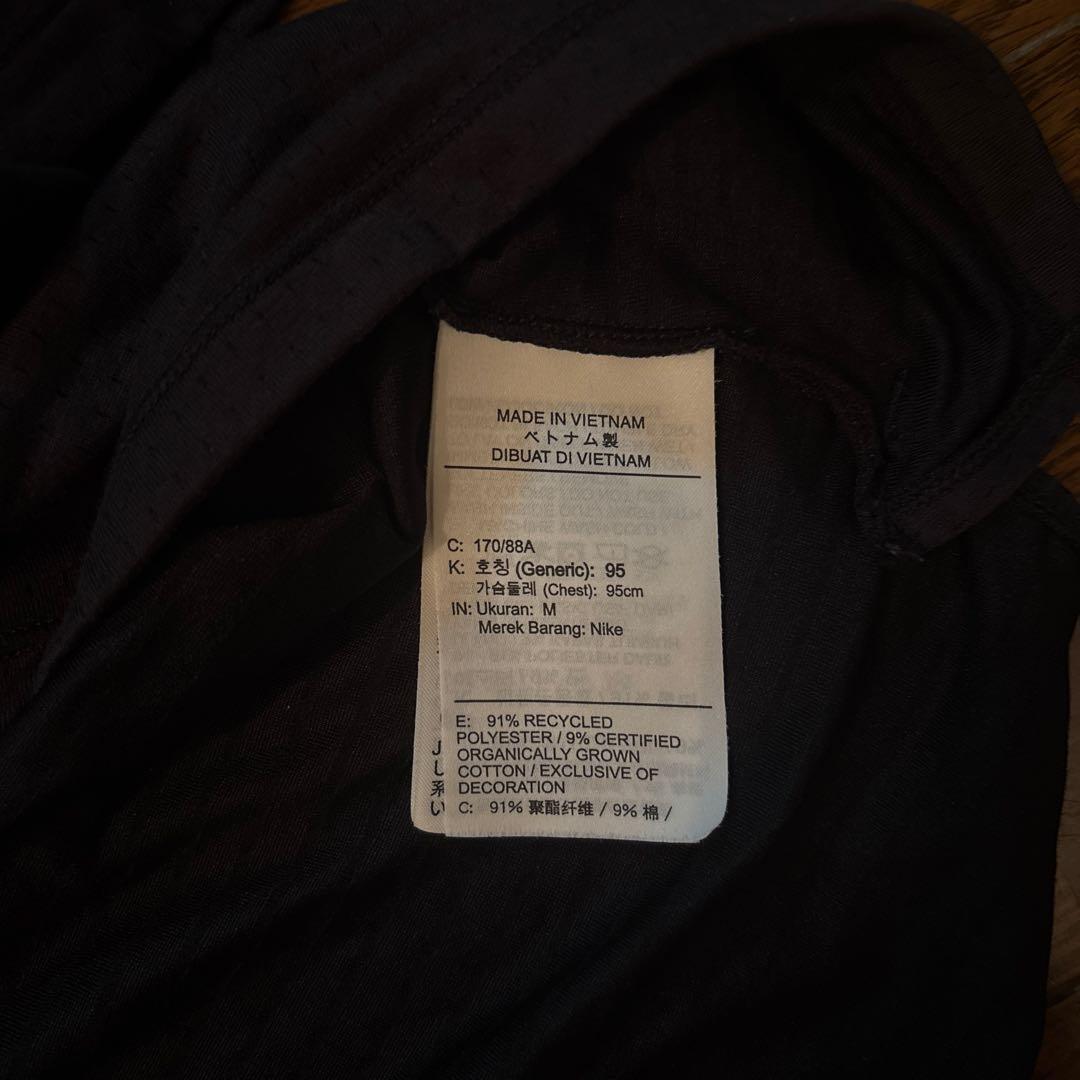 MADE IN VIETNAM
ベトナム製
DIBUAT DI VIETNAM
C: 170/88A
K: 호칭 (Generic): 95
가슴둘레 (Chest): 95cm
IN: Ukuran: M
Merek Barang: Nike
E: 91% RECYCLED
POLYESTER / 9% CERTIFIED
ORGANICALLY GROWN
COTTON / EXCLUSIVE OF
DECORATION
C: 91% 聚酯纤维 / 9% 棉 /